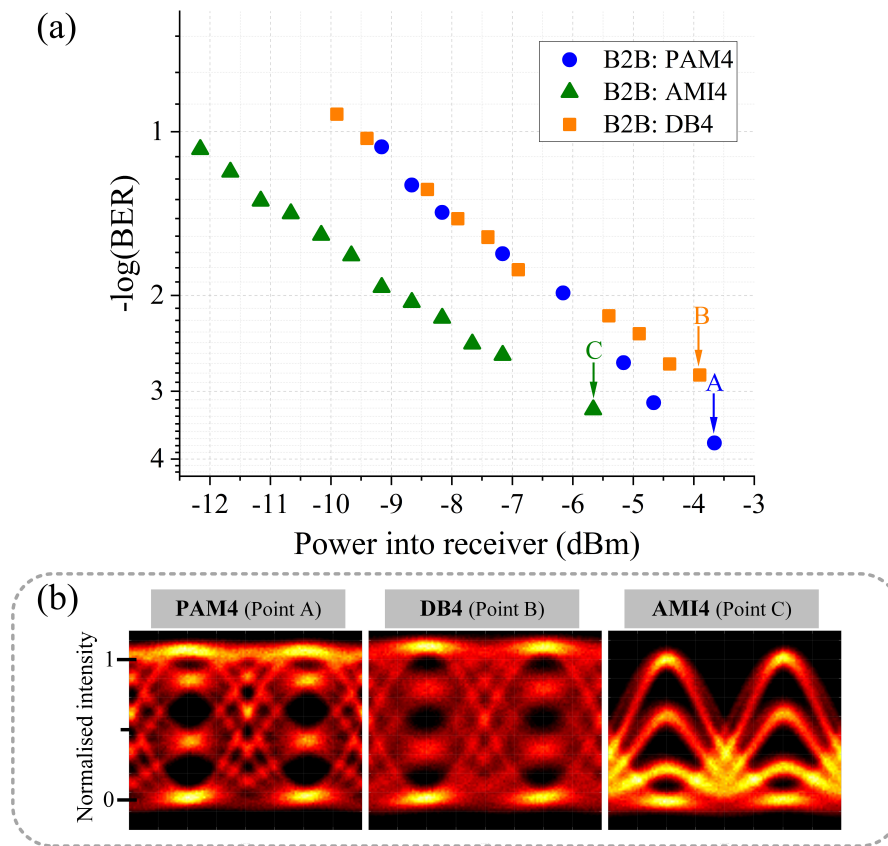 (a)
B2B: PAM4
B2B: AMI4
B2B: DB4
-log(BER)
1
2
3
4
B
C
A
-12 -11 -10 -9 -8 -7 -6 -5 -4 -3
Power into receiver (dBm)
(b)
PAM4 (Point A) DB4 (Point B) AMI4 (Point C)
Normalised intensity
1
0